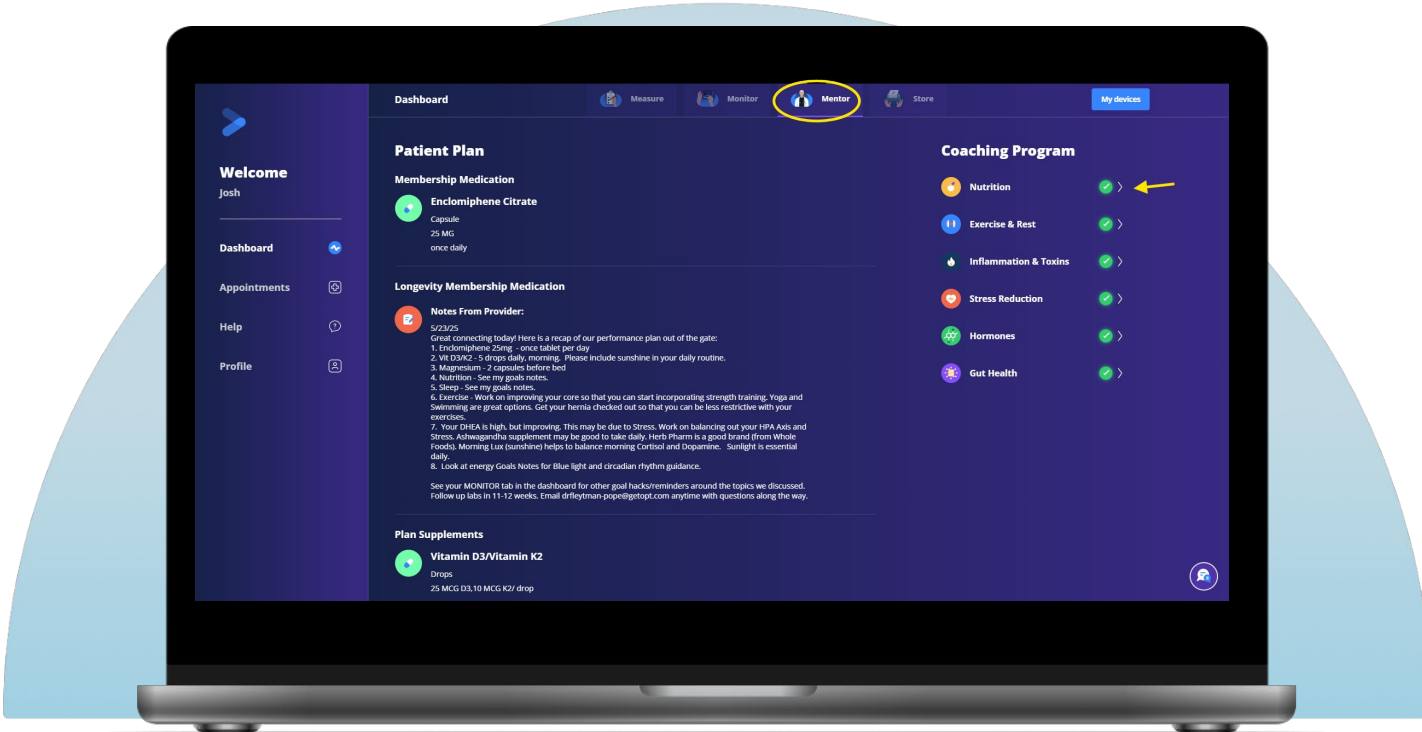 Dashboard
Measure
Monitor
Mentor
Store
My devices
Welcome
Josh
Dashboard
Appointments
Help
Profile
Patient Plan
Membership Medication
Enclomiphene Citrate
Capsule
25 MG
once daily
Longevity Membership Medication
Notes From Provider:
5/23/25
Great connecting today! Here is a recap of our performance plan out of the gate:
1. Enclomiphene 25mg - once tablet per day
2. Vit D3/K2 - 5 drops daily, morning. Please include sunshine in your daily routine.
3. Magnesium - 2 capsules before bed
4. Nutrition - See my goals notes.
5. Sleep - See my goals notes.
6. Exercise - Work on improving your core so that you can start incorporating strength training. Yoga and
Swimming are great options. Get your hernia checked out so that you can be less restrictive with your
exercises.
7. Your DHEA is high, but improving. This may be due to Stress. Work on balancing out your HPA Axis and
Stress. Ashwagandha supplement may be good to take daily. Herb Pharm is a good brand (from Whole
Foods). Morning Lux (sunshine) helps to balance morning Cortisol and Dopamine. Sunlight is essential
daily.
8. Look at energy Goals Notes for Blue light and circadian rhythm guidance.
See your MONITOR tab in the dashboard for other goal hacks/reminders around the topics we discussed.
Follow up labs in 11-12 weeks. Email drfleytman-pope@getopt.com anytime with questions along the way.
Plan Supplements
Vitamin D3/Vitamin K2
Drops
25 MCG D3,10 MCG K2/ drop
Coaching Program
Nutrition
Exercise & Rest
Inflammation & Toxins
Stress Reduction
Hormones
Gut Health